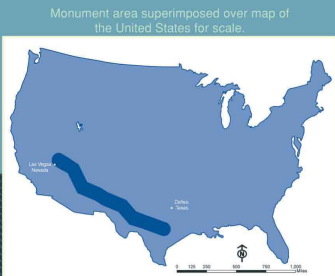 Monument area superimposed over map of
the United States for scale.
Las Vegas
Nevada
Dallas
Texas
N
0 125 250 500 750 1,000
Miles